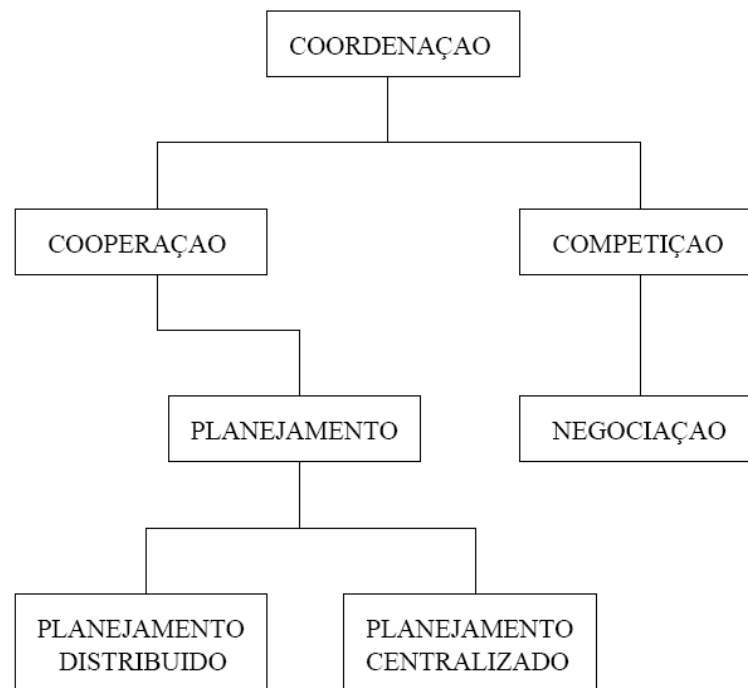 COORDENAÇAO
COOPERAÇAO
COMPETIÇAO
PLANEJAMENTO
NEGOCIAÇAO
PLANEJAMENTO
DISTRIBUIDO
PLANEJAMENTO
CENTRALIZADO